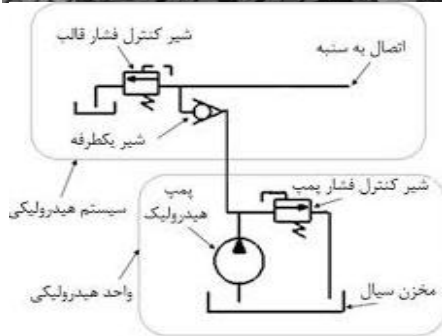 شیر کنترل فشار قالب
اتصال به سنبه
شیر یکطرفه
سیستم هیدرولیکی
پمپ
هیدرولیک
شیر کنترل فشار پمپ
واحد هیدرولیکی
مخزن سیال